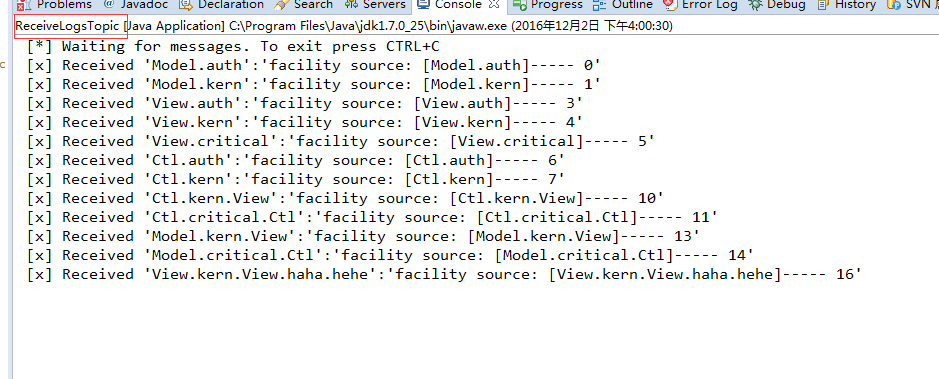 Problems @ Javadoc Declaration Search Servers Console Progress Outline Error Log Debug History SVN
ReceiveLogsTopic [Java Application] C:\Program Files\Java\jdk1.7.0_25\bin\javaw.exe (2016年12月2日 下午4:00:30)
[*] Waiting for messages. To exit press CTRL+C
[x] Received 'Model.auth':'facility source: [Model.auth]----- 0'
[x] Received 'Model.kern':'facility source: [Model.kern]----- 1'
[x] Received 'View.auth':'facility source: [View.auth]----- 3'
[x] Received 'View.kern':'facility source: [View.kern]----- 4'
[x] Received 'View.critical':'facility source: [View.critical]----- 5'
[x] Received 'Ctl.auth':'facility source: [Ctl.auth]----- 6'
[x] Received 'Ctl.kern':'facility source: [Ctl.kern]----- 7'
[x] Received 'Ctl.kern.View':'facility source: [Ctl.kern.View]----- 10'
[x] Received 'Ctl.critical.Ctl':'facility source: [Ctl.critical.Ctl]----- 11'
[x] Received 'Model.kern.View':'facility source: [Model.kern.View]----- 13'
[x] Received 'Model.critical.Ctl':'facility source: [Model.critical.Ctl]----- 14'
[x] Received 'View.kern.View.haha.hehe':'facility source: [View.kern.View.haha.hehe]----- 16'